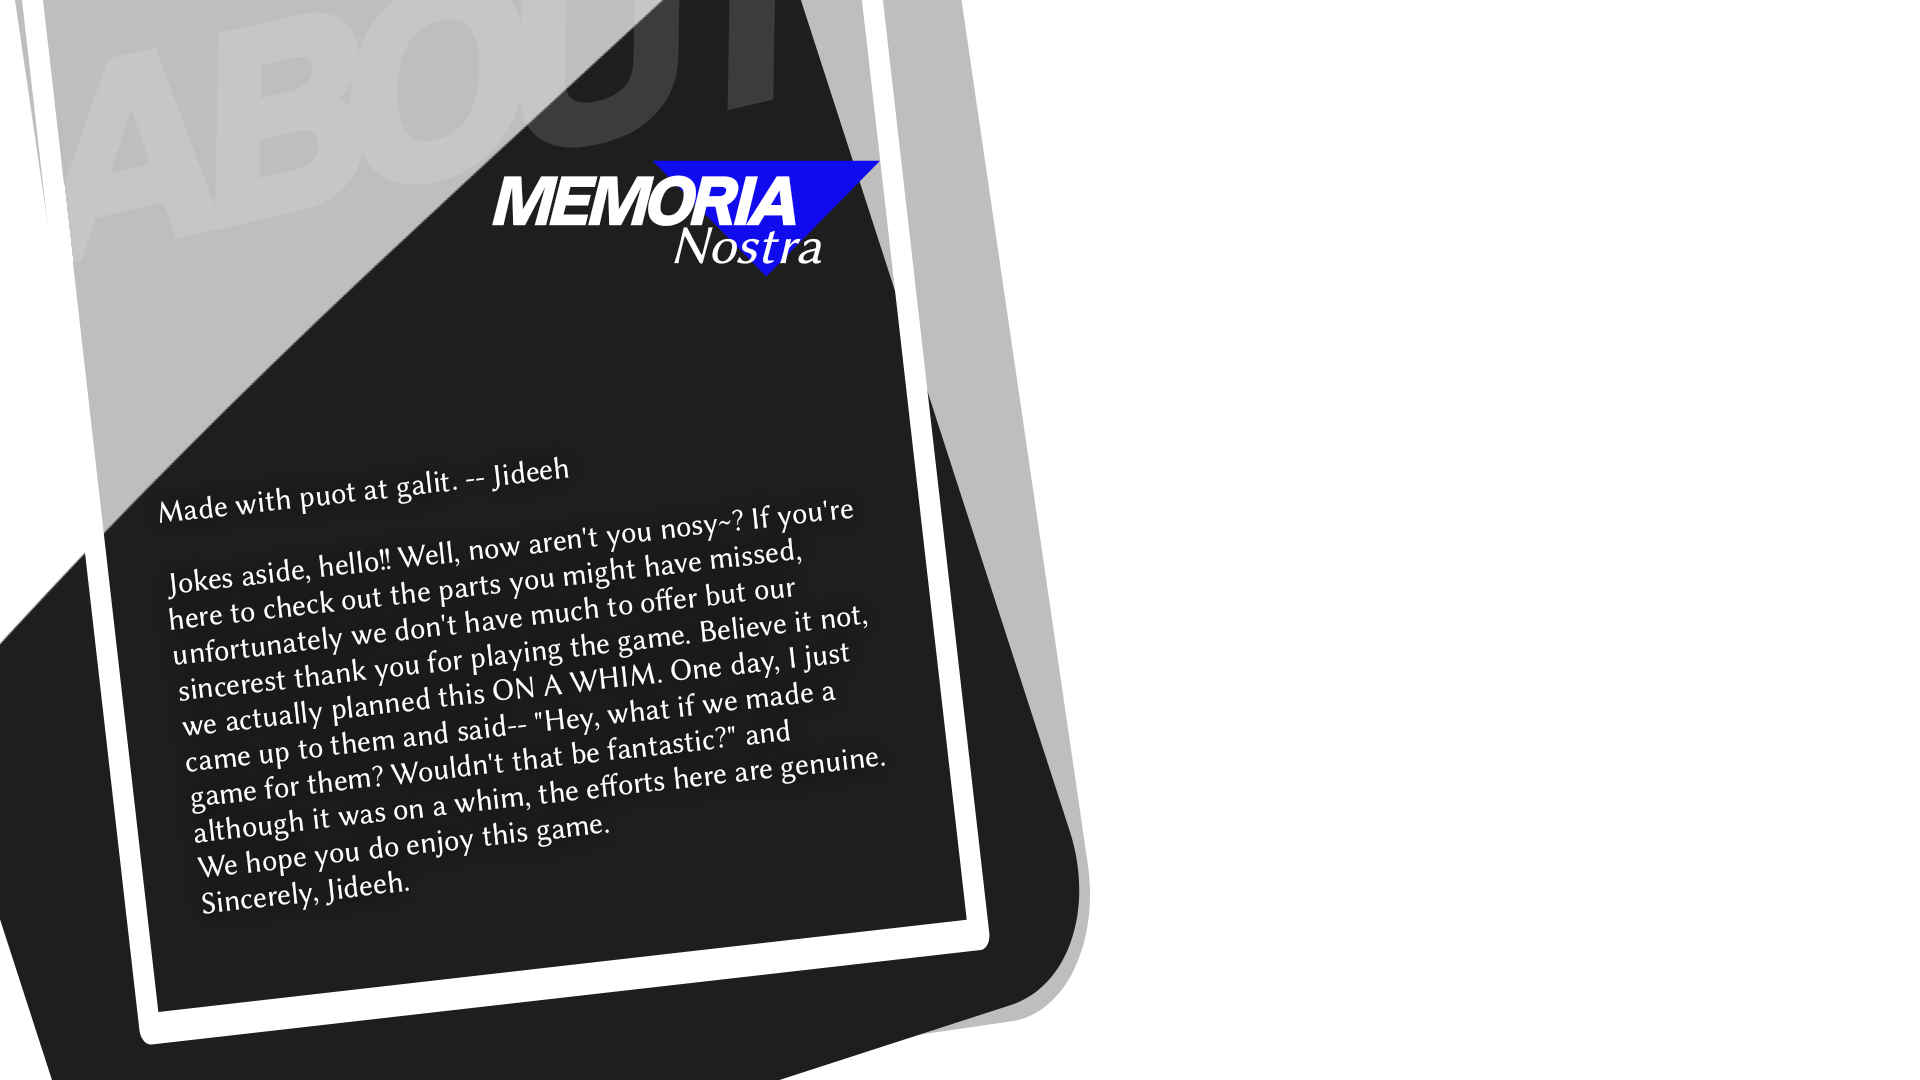 ABOUT
MEMORIA
Nostra
Made with puot at galit. -- Jideeh
Jokes aside, hello!! Well, now aren't you nosy~? If you're
here to check out the parts you might have missed,
unfortunately we don't have much to offer but our
sincerest thank you for playing the game. Believe it not,
we actually planned this ON A WHIM. One day, I just
came up to them and said-- "Hey, what if we made a
game for them? Wouldn't that be fantastic?" and
although it was on a whim, the efforts here are genuine.
We hope you do enjoy this game.
Sincerely, Jideeh.